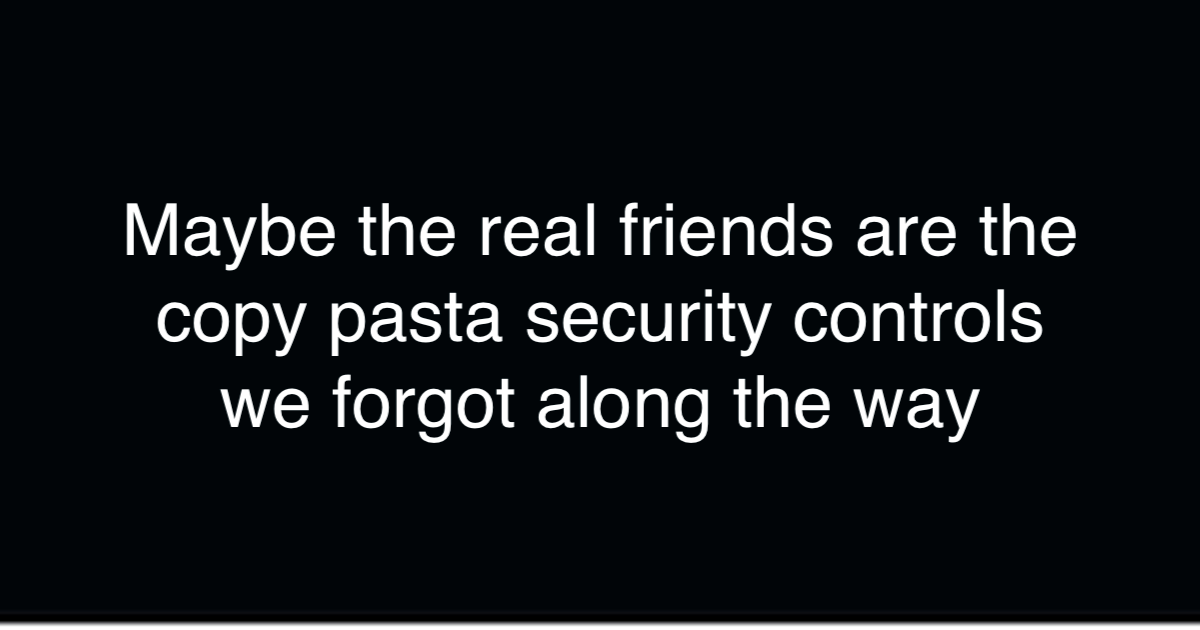 Maybe the real friends are the
copy pasta security controls
we forgot along the way